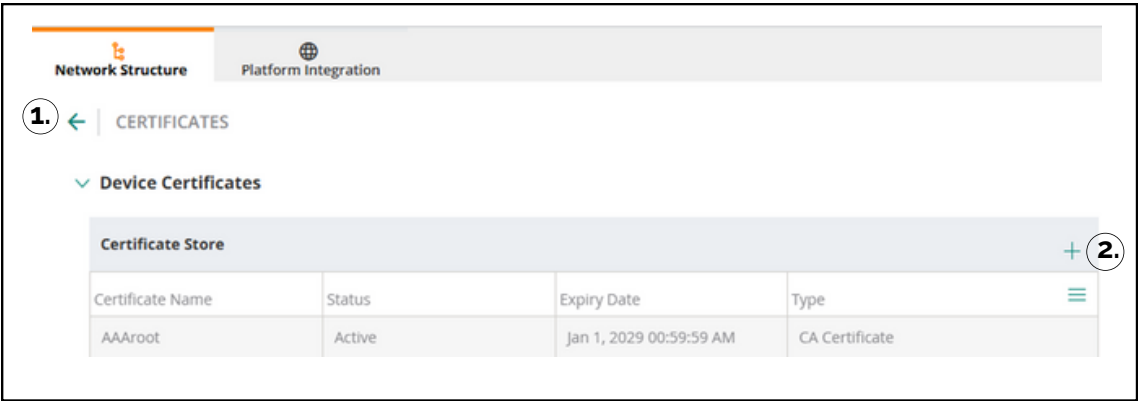 Network Structure
Platform Integration
1.
CERTIFICATES
Device Certificates
Certificate Store
2.
Certificate Name Status Expiry Date Type
AAAroot Active Jan 1, 2029 00:59:59 AM CA Certificate